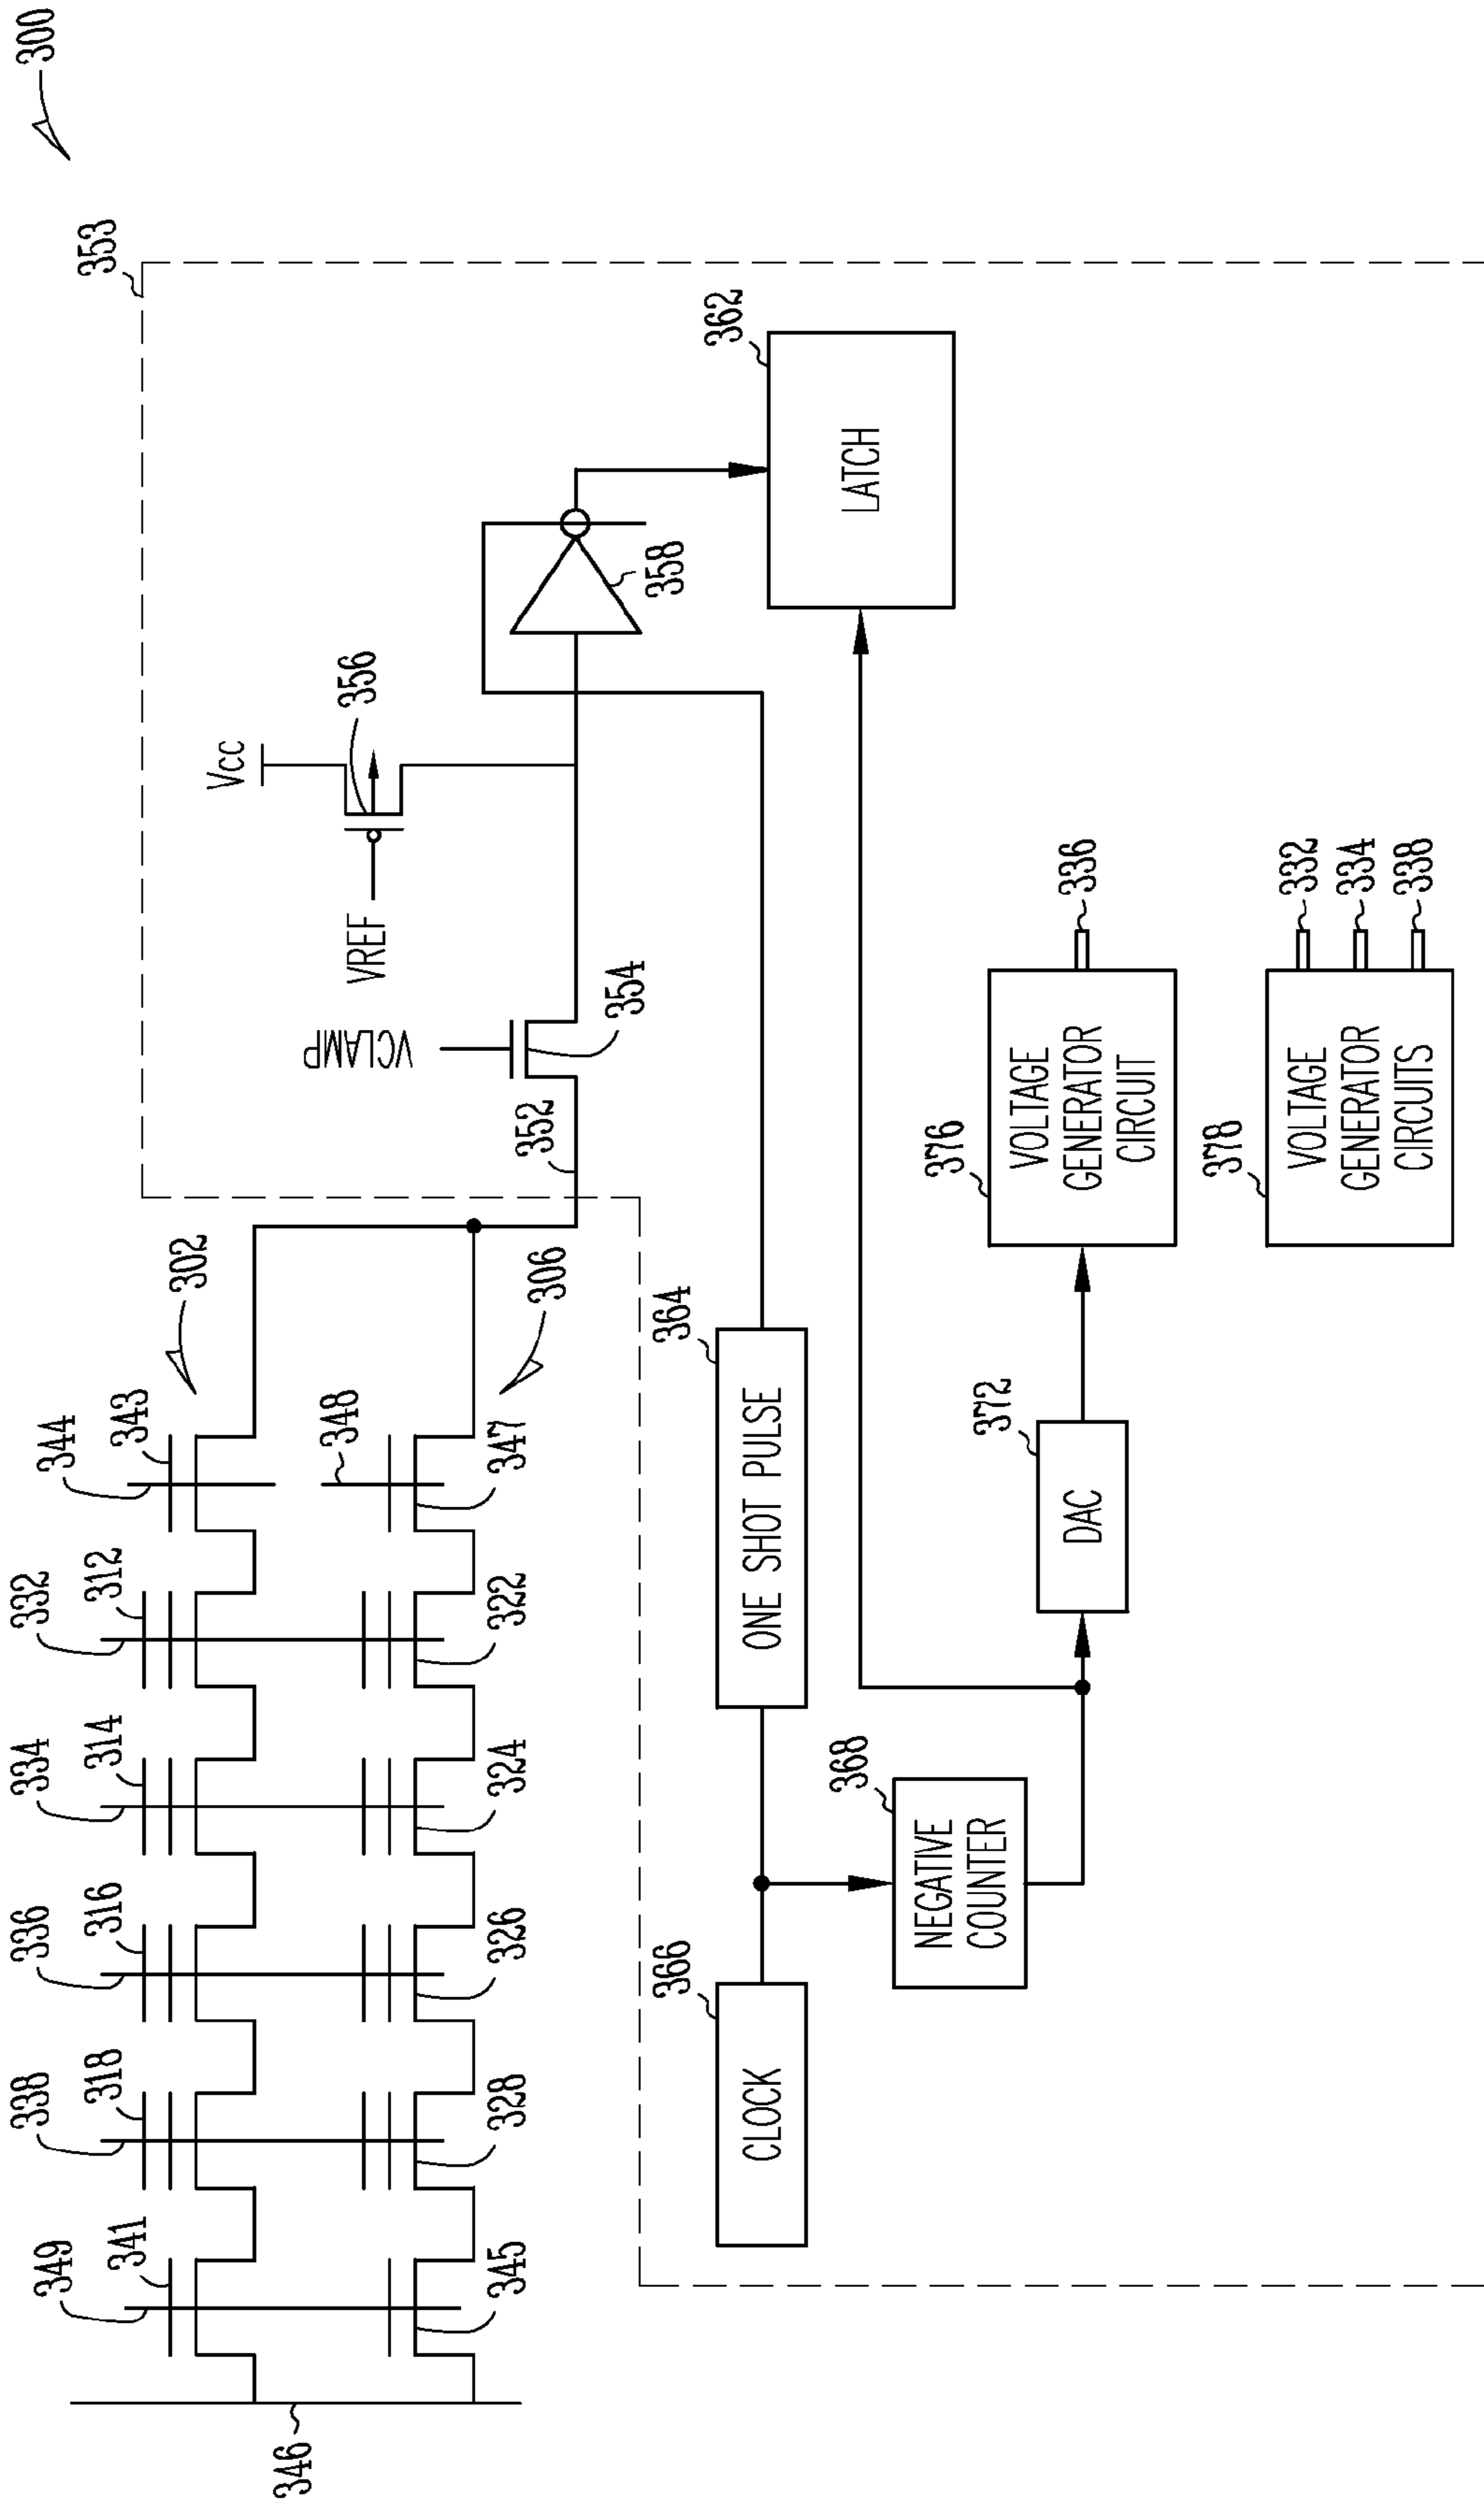 300
353
344
343
302
332
312
334
314
336
316
338
318
349
341
346
348
347
306
322
324
326
328
345
352
VCLAMP
354
VREF
Vcc
356
358
362
LATCH
364
ONE SHOT PULSE
366
CLOCK
368
NEGATIVE
COUNTER
372
DAC
376
VOLTAGE
GENERATOR
CIRCUIT
336
378
VOLTAGE
GENERATOR
CIRCUITS
332
334
338